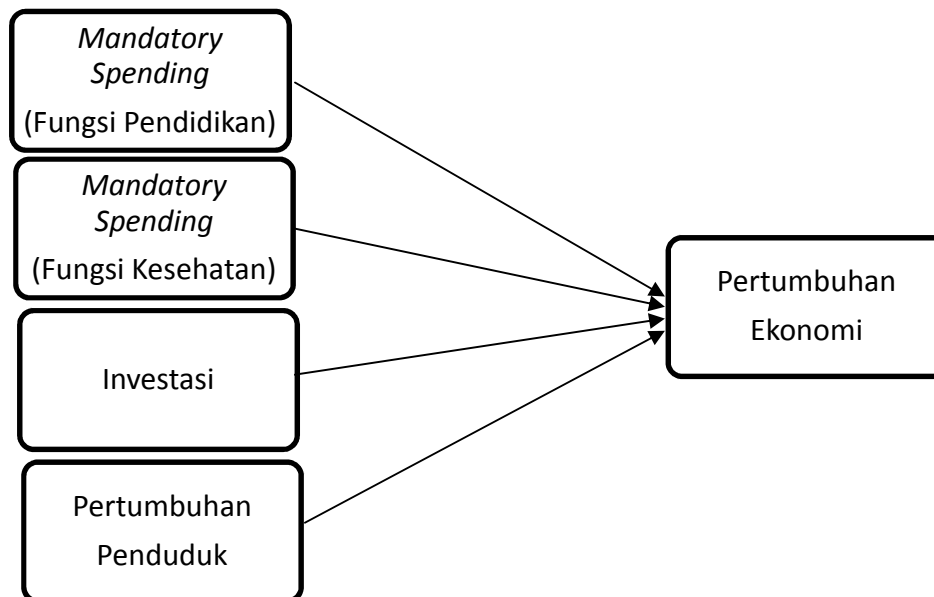 Mandatory
Spending
(Fungsi Pendidikan)
Mandatory
Spending
(Fungsi Kesehatan)
Investasi
Pertumbuhan
Penduduk
Pertumbuhan
Ekonomi